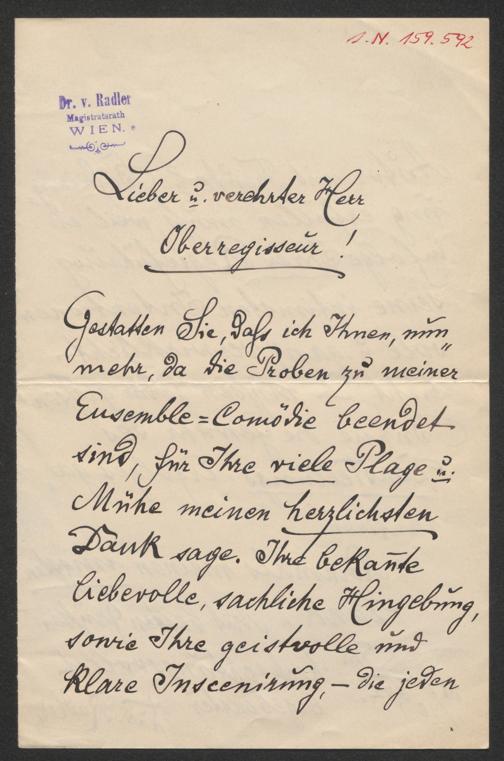 I. N. 159.592
Dr. v. Radler
Magistratsrath
WIEN.
Lieber u. verehrter Herr
Oberregisseur!
Gestatten Sie, daſs ich Ihnen, nun„
mehr, da die Proben zu meiner
Ensemble=Comödie beendet
sind, für Ihre viele Plage u.
Mühe meinen herzlichsten
Dank sage. Ihre bekan̄te
liebevolle, sachliche Hingebung,
sowie Ihre geistvolle und
klare Inscenirung, – die jeden